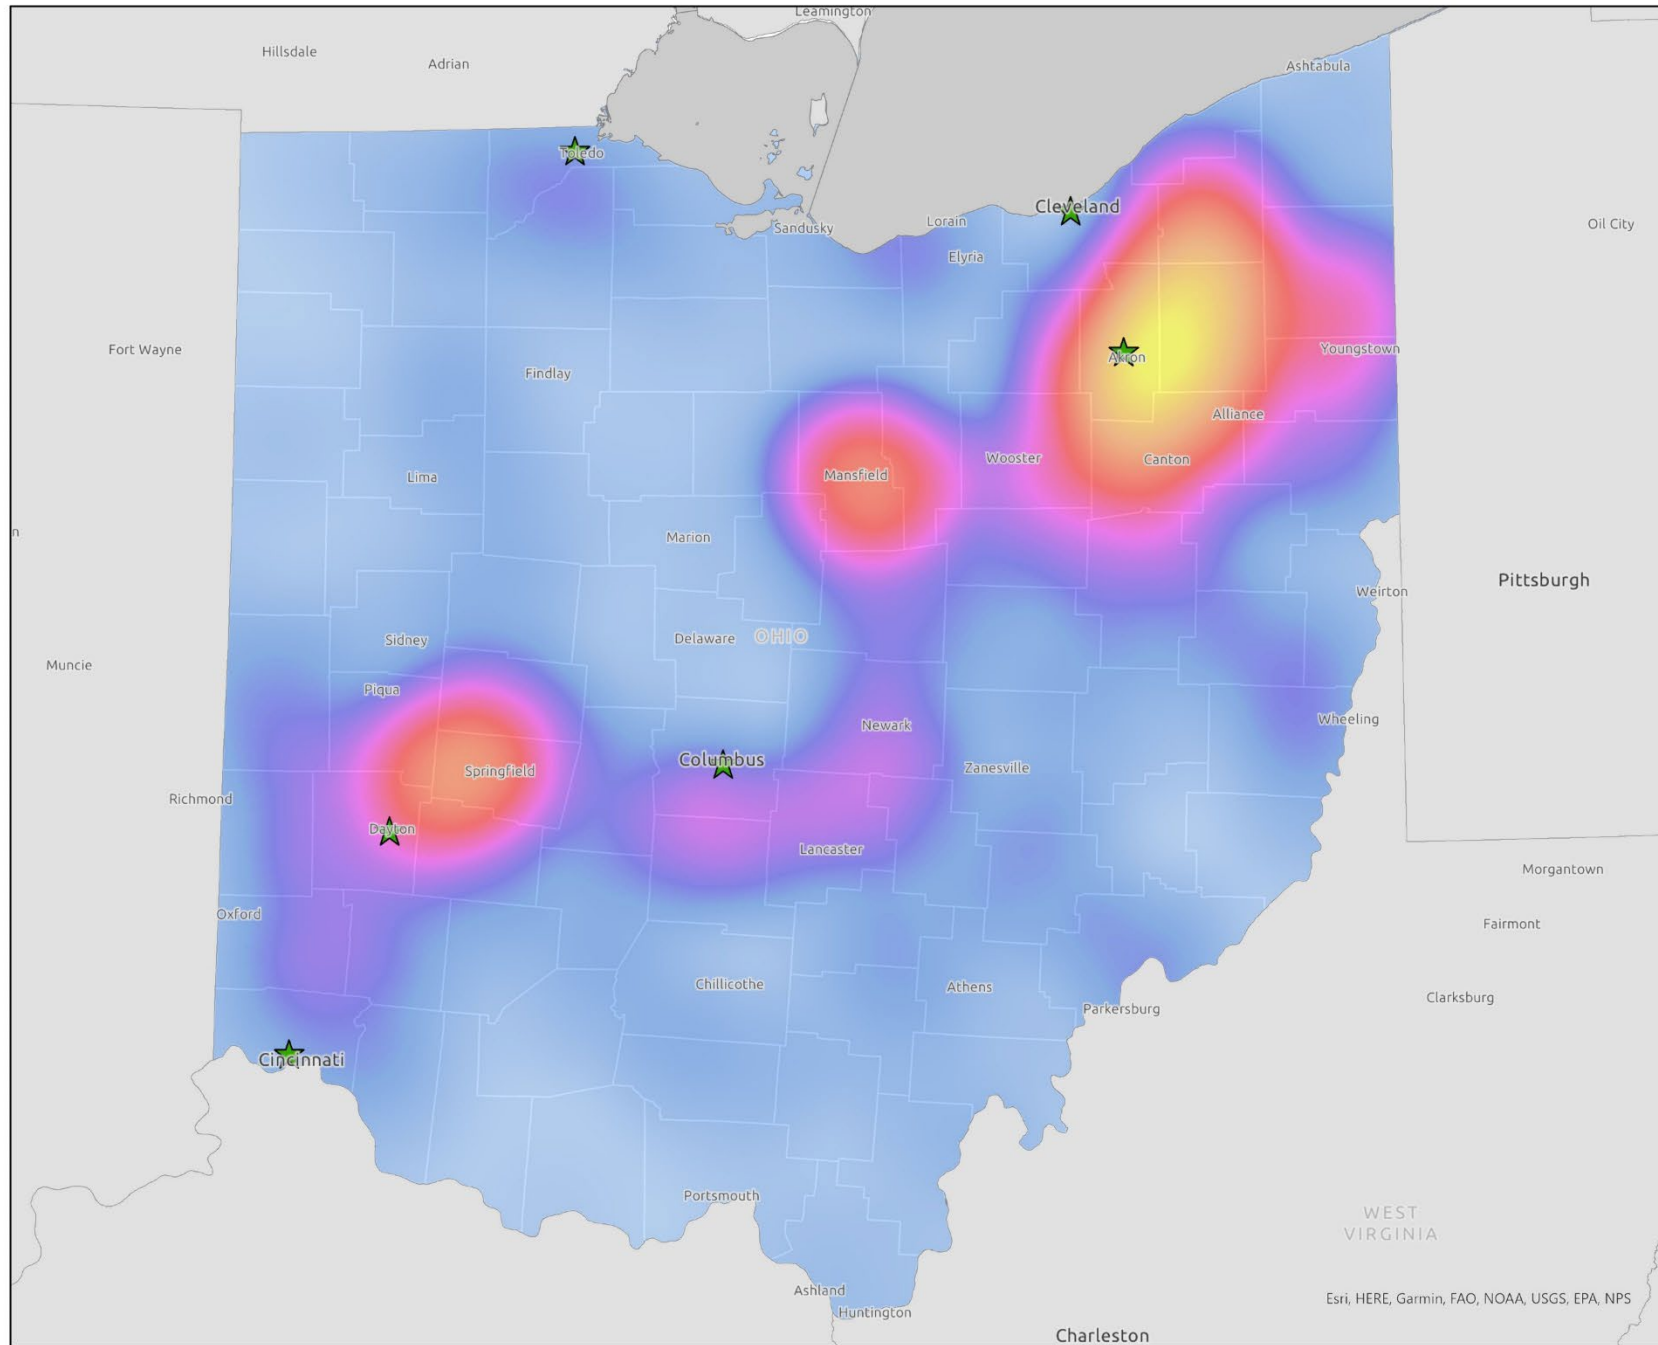 Leamington
Hillsdale
Adrian
Ashtabula
Toledo
Cleveland
Lorain
Sandusky
Oil City
Elyria
Fort Wayne
Akron
Youngstown
Findlay
Alliance
Wooster
Canton
Mansfield
Lima
n
Marion
Pittsburgh
Weirton
Sidney
Delaware
OHIO
Muncie
Piqua
Newark
Wheeling
Columbus
Springfield
Zanesville
Richmond
Dayton
Lancaster
Morgantown
Oxford
Fairmont
Chillicothe
Athens
Clarksburg
Parkersburg
Cincinnati
Portsmouth
WEST
VIRGINIA
Ashland
Esri, HERE, Garmin, FAO, NOAA, USGS, EPA, NPS
Huntington
Charleston